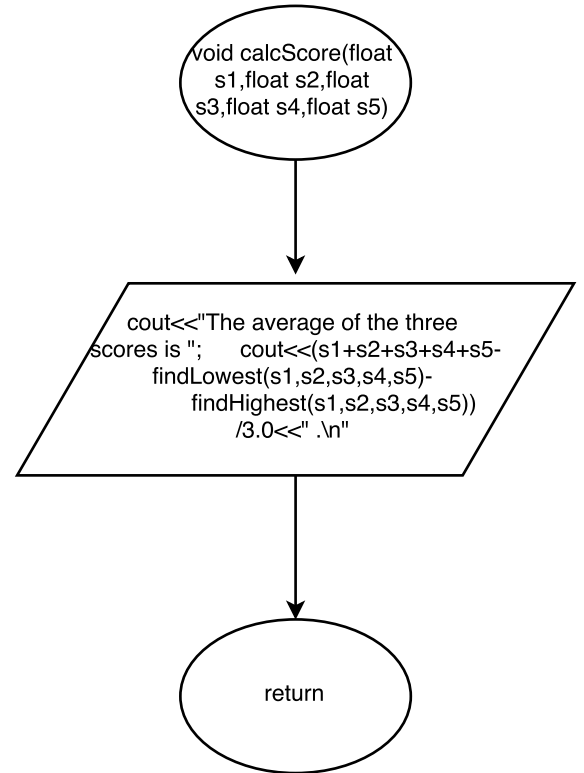 void calcScore(float
s1,float s2,float
s3,float s4,float s5)
cout<<"The average of the three
scores is ";      cout<<(s1+s2+s3+s4+s5-
findLowest(s1,s2,s3,s4,s5)-
findHighest(s1,s2,s3,s4,s5))
/3.0<<" .\n"
return